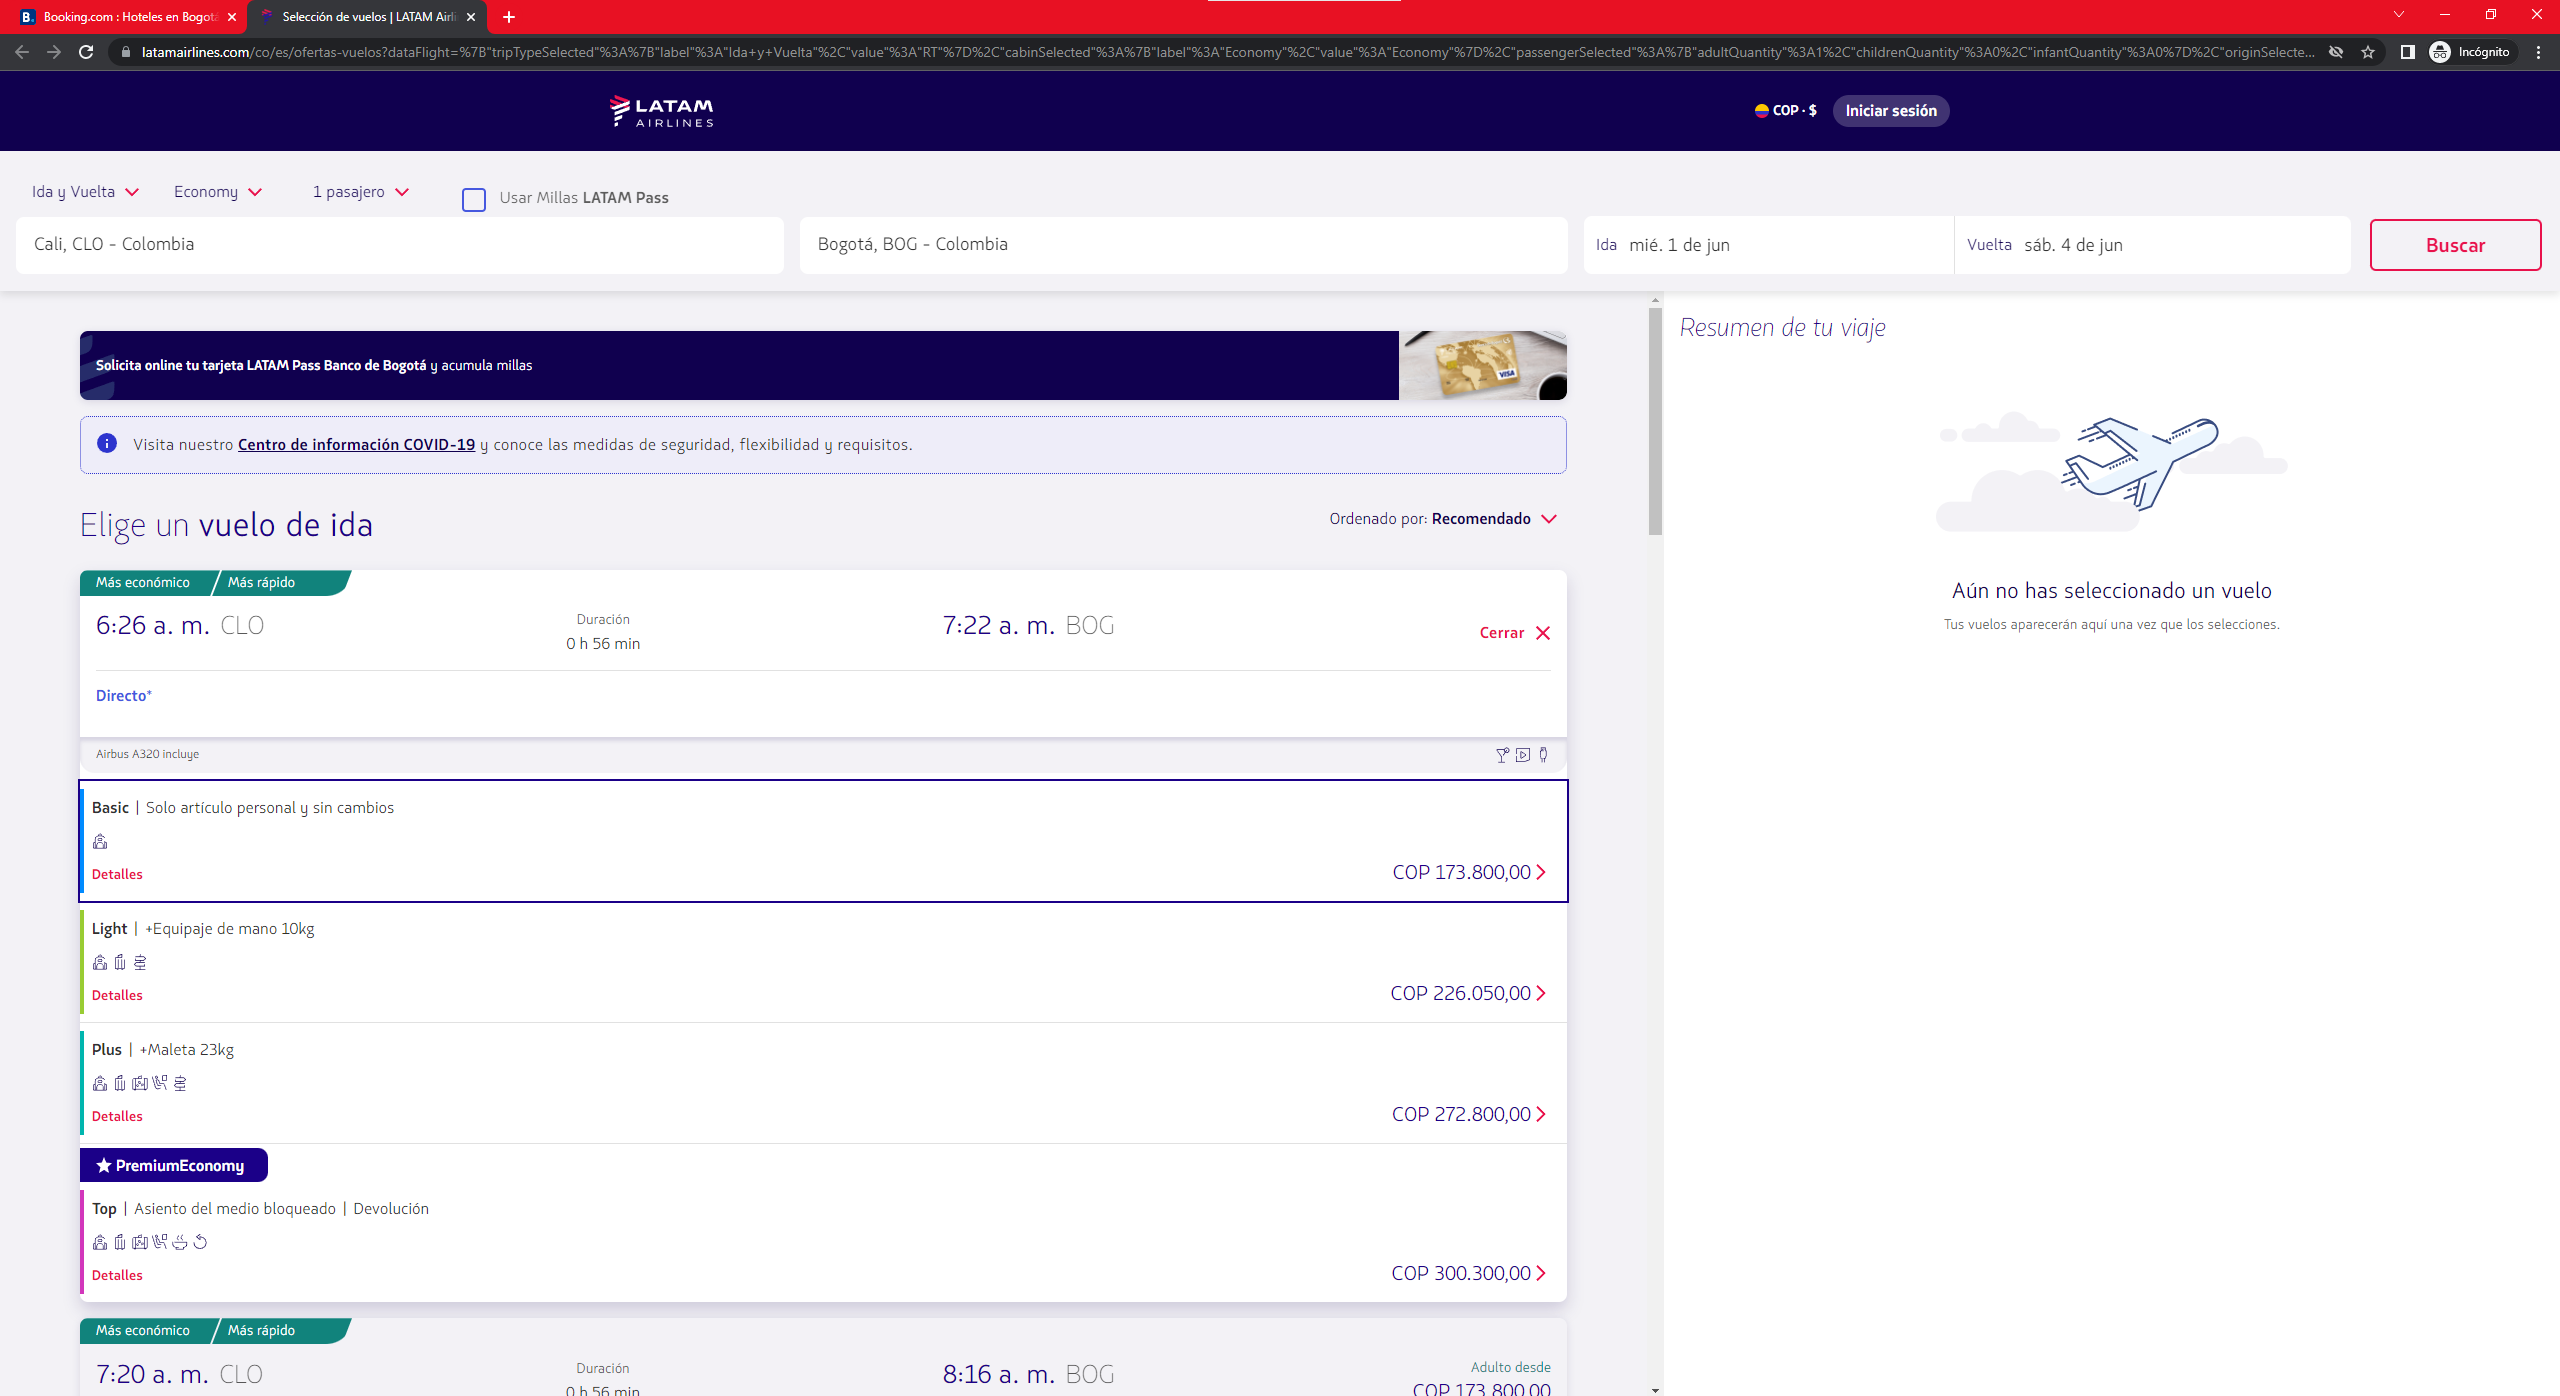 Booking.com : Hoteles en Bogotá
Selección de vuelos | LATAM Airli
latamairlines.com/co/es/ofertas-vuelos?dataFlight=%7B"tripTypeSelected"%3A%7B"label"%3A"Ida+y+Vuelta"%2C"value"%3A"RT"%7D%2C"cabinSelected"%3A%7B"label"%3A"Economy"%2C"value"%3A"Economy"%7D%2C"passengerSelected"%3A%7B"adultQuantity"%3A1%2C"childrenQuantity"%3A0%2C"infantQuantity"%3A0%7D%2C"originSelecte...
Incógnito
LATAM
AIRLINES
COP · $
Iniciar sesión
Ida y Vuelta
Economy
1 pasajero
Usar Millas LATAM Pass
Cali, CLO - Colombia
Bogotá, BOG - Colombia
Ida mié. 1 de jun
Vuelta sáb. 4 de jun
Buscar
Solicita online tu tarjeta LATAM Pass Banco de Bogotá y acumula millas
VISA
Visita nuestro Centro de información COVID-19 y conoce las medidas de seguridad, flexibilidad y requisitos.
Elige un vuelo de ida
Ordenado por: Recomendado
Más económico
Más rápido
6:26 a. m. CLO
Duración
0 h 56 min
7:22 a. m. BOG
Cerrar
Directo*
Airbus A320 incluye
Basic | Solo artículo personal y sin cambios
Detalles
COP 173.800,00
Light | +Equipaje de mano 10kg
Detalles
COP 226.050,00
Plus | +Maleta 23kg
Detalles
COP 272.800,00
PremiumEconomy
Top | Asiento del medio bloqueado | Devolución
Detalles
COP 300.300,00
Más económico
Más rápido
7:20 a. m. CLO
Duración
0 h 56 min
8:16 a. m. BOG
Adulto desde
COP 173.800,00
Resumen de tu viaje
Aún no has seleccionado un vuelo
Tus vuelos aparecerán aquí una vez que los selecciones.